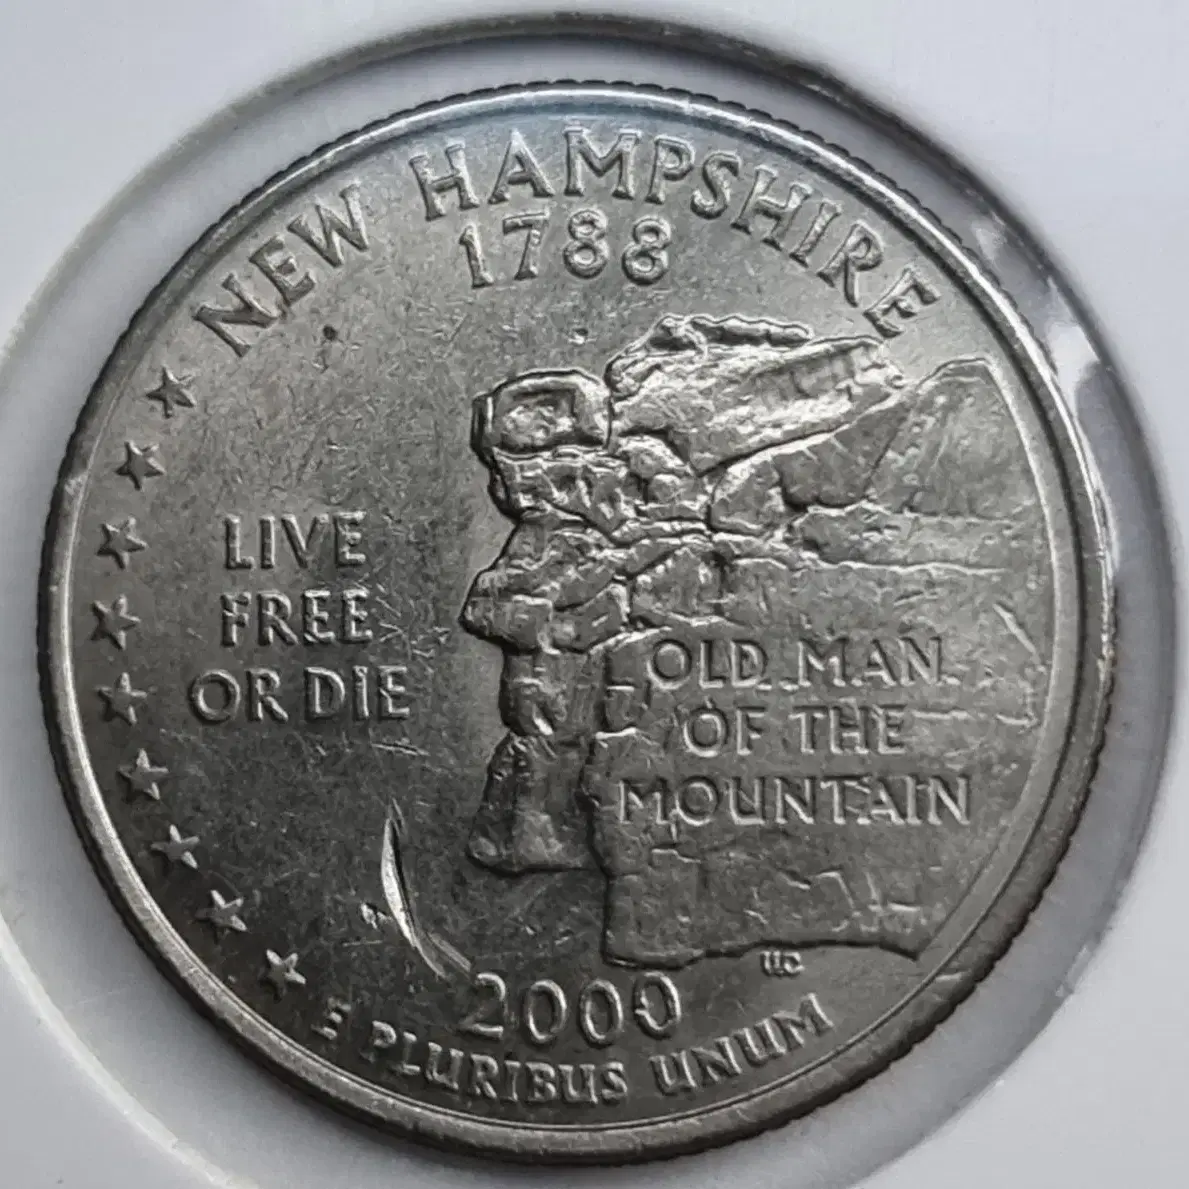 NEW HAMPSHIRE
1788
LIVE
FREE
OR DIE
OLD MAN
OF THE
MOUNTAIN
2000
E PLURIBUS UNUM